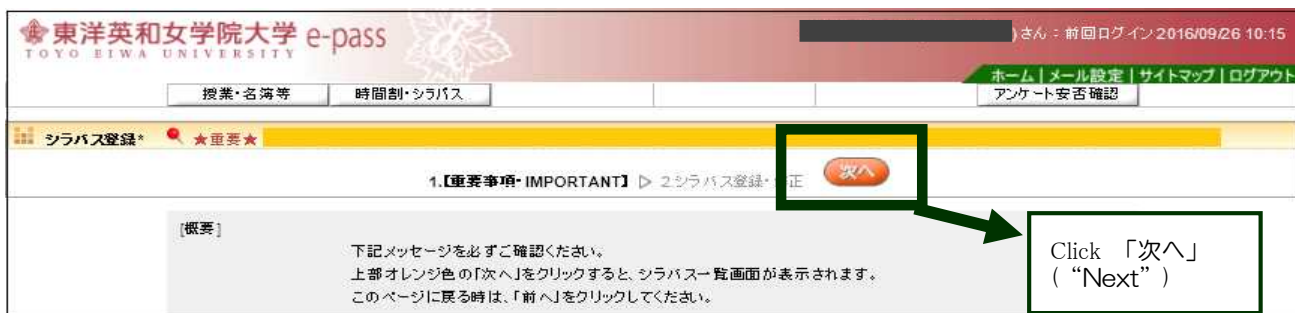 東洋英和女学院大学 e-pass
TOYO EIWA UNIVERSITY
)さん：前回ログイン2016/09/26 10:15
ホーム | メール設定 | サイトマップ | ログアウト
授業・名簿等 時間割・シラバス アンケート安否確認
シラバス登録* ★重要★
1.【重要事項・IMPORTANT】 ▷ 2.シラバス登録・ 正 次へ
[概要]
下記メッセージを必ずご確認ください。
上部オレンジ色の「次へ」をクリックすると、シラバス一覧画面が表示されます。
このページに戻る時は、「前へ」をクリックしてください。
Click 「次へ」
(“Next”)